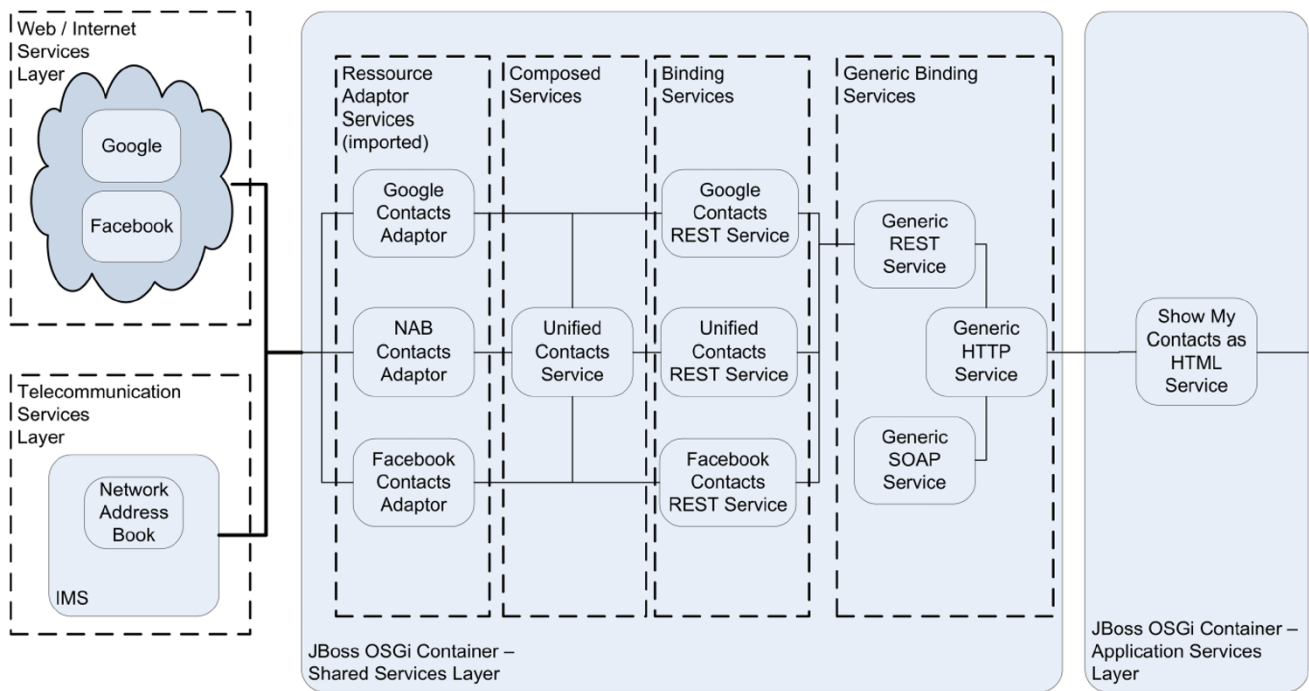 Web / Internet
Services
Layer
Google
Facebook
Telecommunication
Services
Layer
Network
Address
Book
IMS
Ressource
Adaptor
Services
(imported)
Google
Contacts
Adaptor
NAB
Contacts
Adaptor
Facebook
Contacts
Adaptor
Composed
Services
Unified
Contacts
Service
Binding
Services
Google
Contacts
REST Service
Unified
Contacts
REST Service
Facebook
Contacts
REST Service
Generic Binding
Services
Generic
REST
Service
Generic
HTTP
Service
Generic
SOAP
Service
JBoss OSGi Container –
Shared Services Layer
Show My
Contacts as
HTML
Service
JBoss OSGi Container –
Application Services
Layer